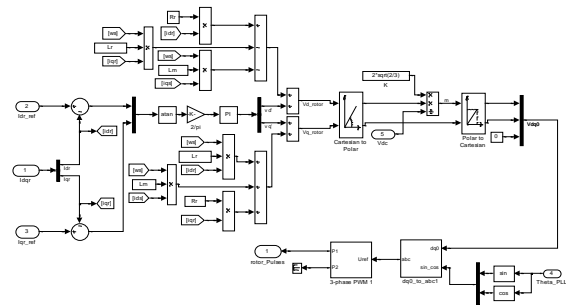 Rr
[ws]
[idr]
Lr
[iqr]
[ws]
Lm
[iqs]
2*sqrt(2/3)
K
2
Idr_ref
[idr]
atan
-K-
2/pi
PI
vd'
vq'
Vd_rotor
Vq_rotor
Cartesian to
Polar
m
Polar to
Cartesian
Vdq0
5
Vdc
0
1
Idqr
Idr
Iqr
[iqr]
[ws]
Lr
[idr]
[ws]
Lm
[ids]
Rr
[iqr]
3
Iqr_ref
1
rotor_Pulses
P1
P2
Uref
3-phase PWM 1
abc
dq0
sin_cos
dq0_to_abc1
sin
cos
4
Theta_PLL